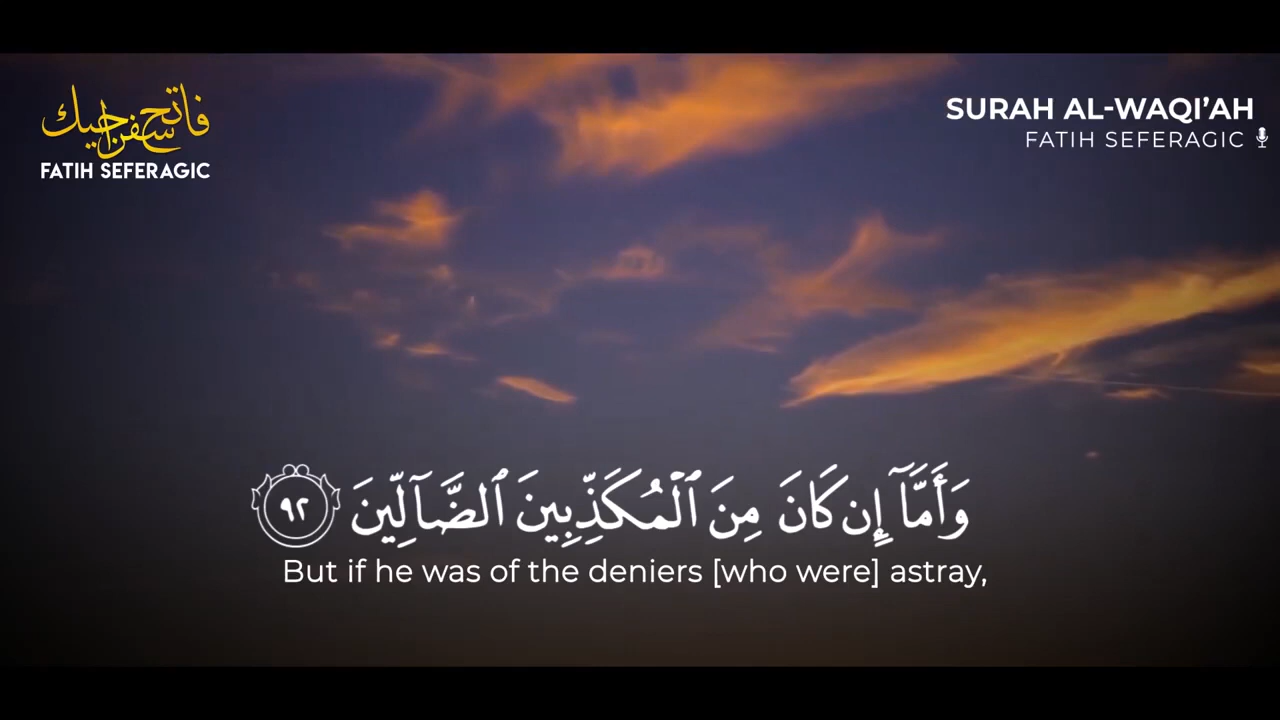 فاتح سفراجيك
FATIH SEFERAGIC
SURAH AL-WAQI'AH
FATIH SEFERAGIC
وَأَمَّآ إِن كَانَ مِنَ ٱلْمُكَذِّبِينَ ٱلضَّآلِّينَ ٩٢
But if he was of the deniers [who were] astray,